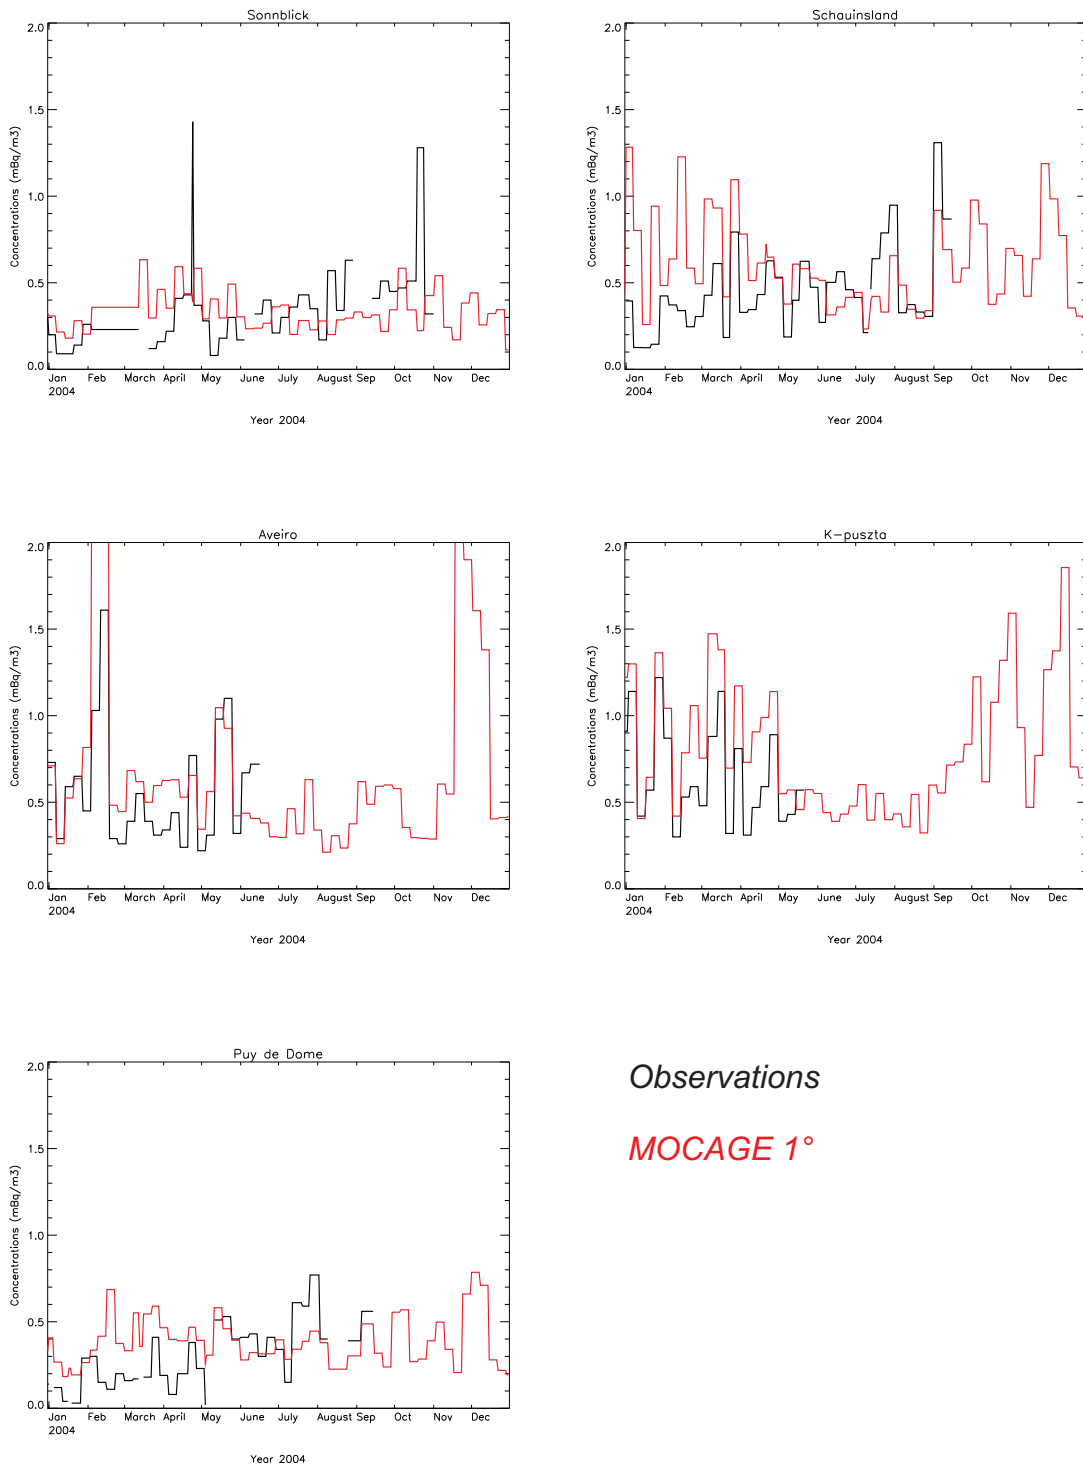 Sonnblick
Concentrations (mBq/m3)
2.0
1.5
1.0
0.5
0.0
Jan Feb March April May June July August Sep Oct Nov Dec
2004
Year 2004
Schauinsland
Concentrations (mBq/m3)
2.0
1.5
1.0
0.5
0.0
Jan Feb March April May June July August Sep Oct Nov Dec
2004
Year 2004
Aveiro
Concentrations (mBq/m3)
2.0
1.5
1.0
0.5
0.0
Jan Feb March April May June July August Sep Oct Nov Dec
2004
Year 2004
K-puszta
Concentrations (mBq/m3)
2.0
1.5
1.0
0.5
0.0
Jan Feb March April May June July August Sep Oct Nov Dec
2004
Year 2004
Puy de Dome
Concentrations (mBq/m3)
2.0
1.5
1.0
0.5
0.0
Jan Feb March April May June July August Sep Oct Nov Dec
2004
Year 2004
Observations
MOCAGE 1°